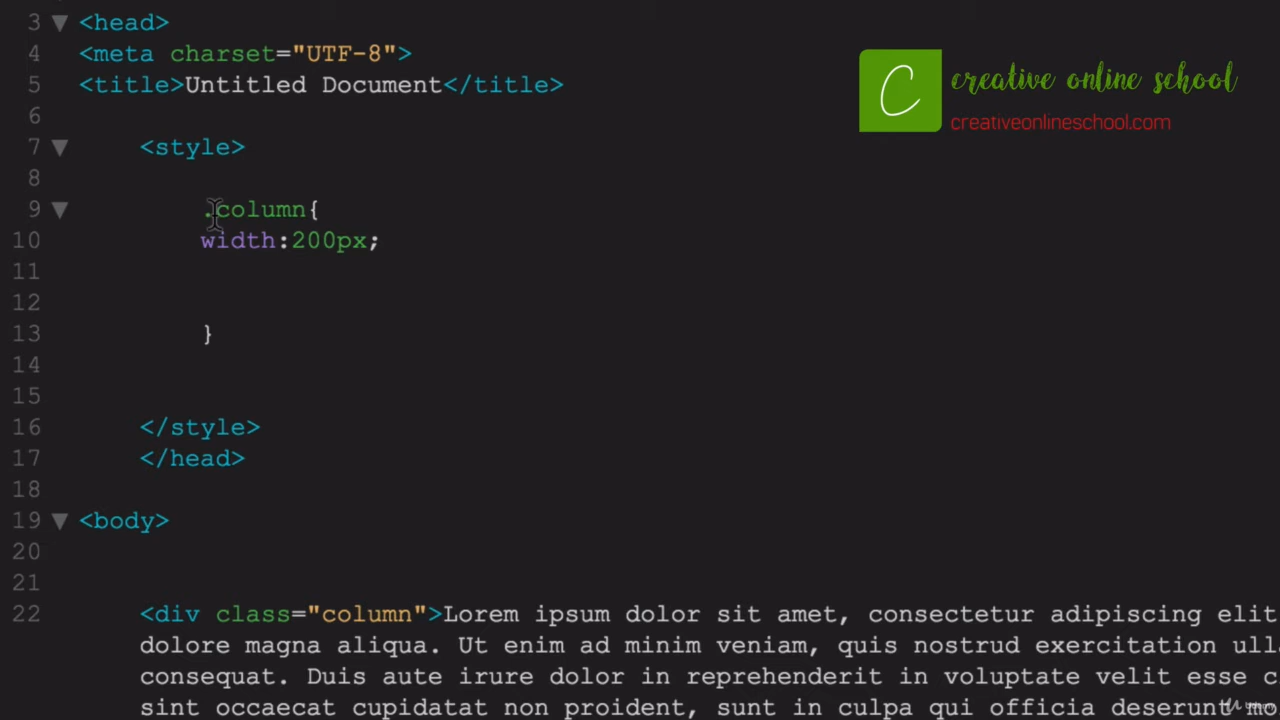 3 <head>
4 <meta charset="UTF-8">
5 <title>Untitled Document</title>
6
7 <style>
8
9 .column{
10 width:200px;
11
12
13 }
14
15
16 </style>
17 </head>
18
19 <body>
20
21
22 <div class="column">Lorem ipsum dolor sit amet, consectetur adipiscing elit
dolore magna aliqua. Ut enim ad minim veniam, quis nostrud exercitation ull
consequat. Duis aute irure dolor in reprehenderit in voluptate velit esse c
sint occaecat cupidatat non proident, sunt in culpa qui officia deserunt mo
C
creative online school
creativeonlineschool.com